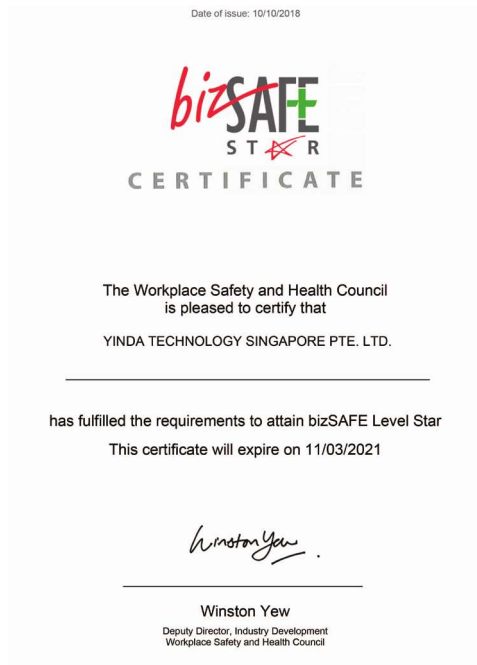 Date of issue: 10/10/2018
bizSAFE
STAR
CERTIFICATE
The Workplace Safety and Health Council
is pleased to certify that
YINDA TECHNOLOGY SINGAPORE PTE. LTD.
has fulfilled the requirements to attain bizSAFE Level Star
This certificate will expire on 11/03/2021
Winston Yew
Winston Yew
Deputy Director, Industry Development
Workplace Safety and Health Council